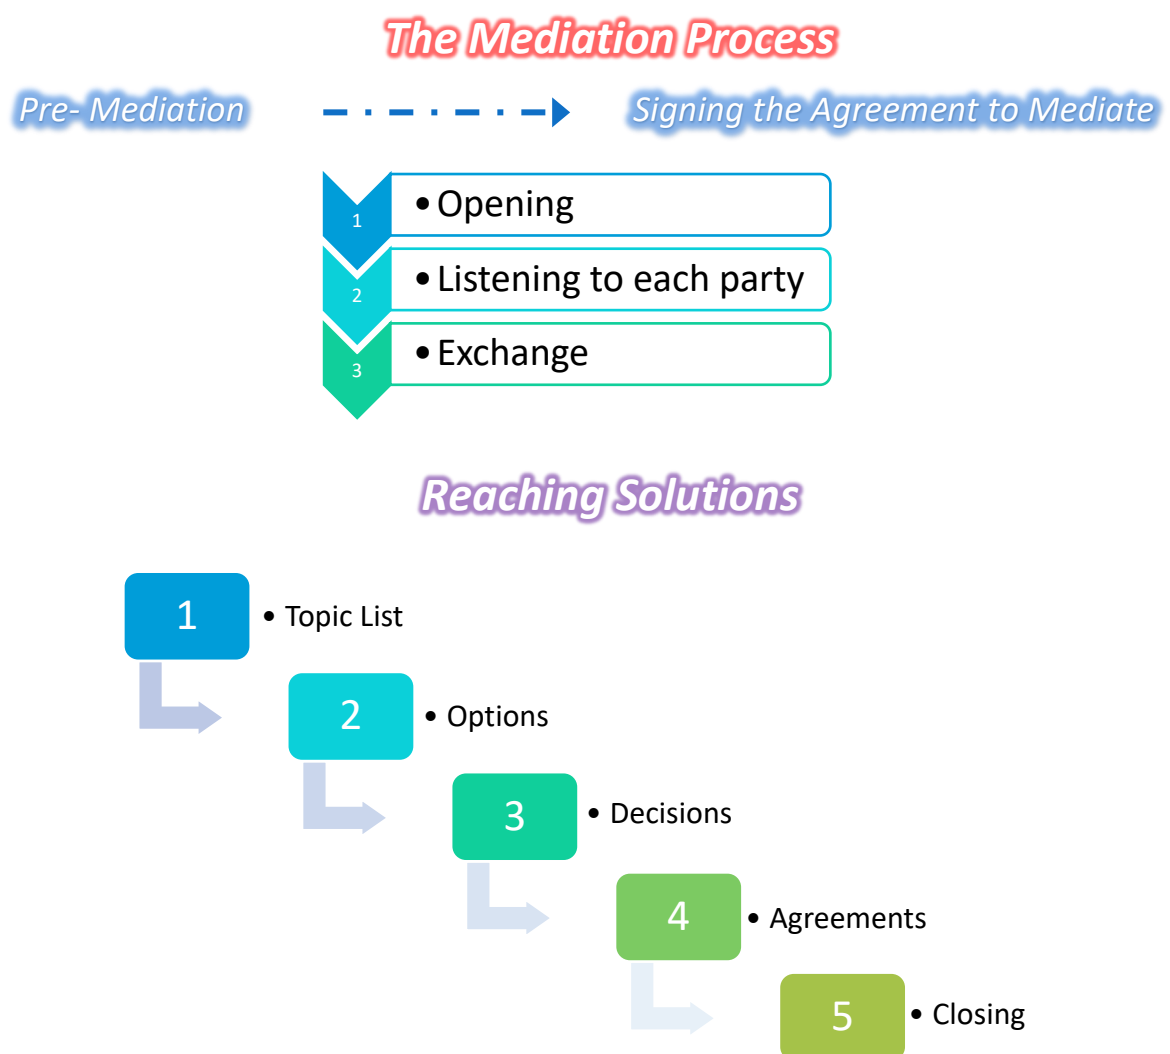 The Mediation Process
Pre- Mediation
Signing the Agreement to Mediate
1
• Opening
2
• Listening to each party
3
• Exchange
Reaching Solutions
1
• Topic List
2
• Options
3
• Decisions
4
• Agreements
5
• Closing